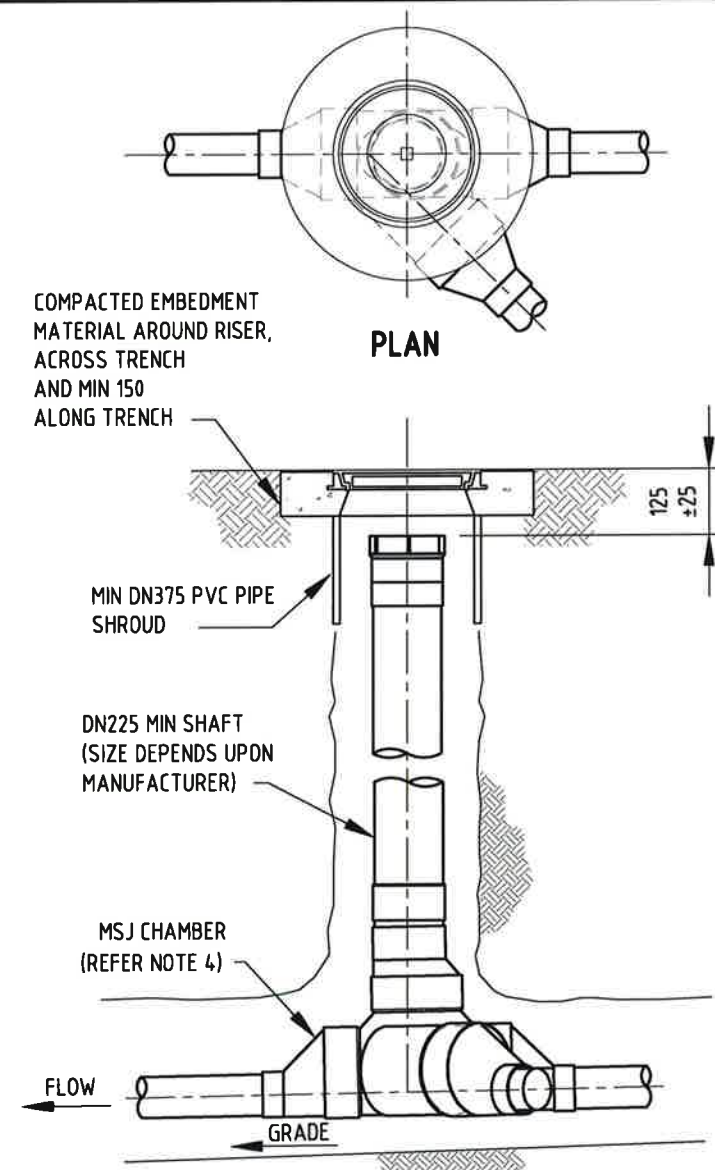 PLAN
COMPACTED EMBEDMENT
MATERIAL AROUND RISER,
ACROSS TRENCH
AND MIN 150
ALONG TRENCH
125
±25
MIN DN375 PVC PIPE
SHROUD
DN225 MIN SHAFT
(SIZE DEPENDS UPON
MANUFACTURER)
MSJ CHAMBER
(REFER NOTE 4)
FLOW
GRADE